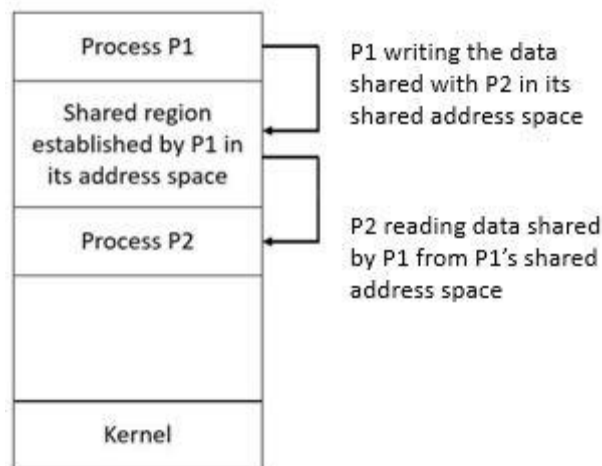 Process P1
P1 writing the data
shared with P2 in its
shared address space
Shared region
established by P1 in
its address space
Process P2
P2 reading data shared
by P1 from P1's shared
address space
Kernel